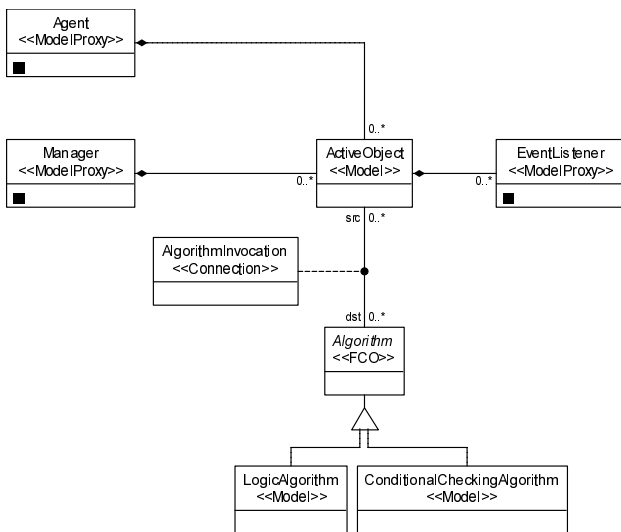 Agent
<<ModelProxy>>
0..*
Manager
<<ModelProxy>>
0..*
ActiveObject
<<Model>>
EventListener
<<ModelProxy>>
0..*
src 0..*
AlgorithmInvocation
<<Connection>>
dst 0..*
Algorithm
<<FCO>>
LogicAlgorithm
<<Model>>
ConditionalCheckingAlgorithm
<<Model>>